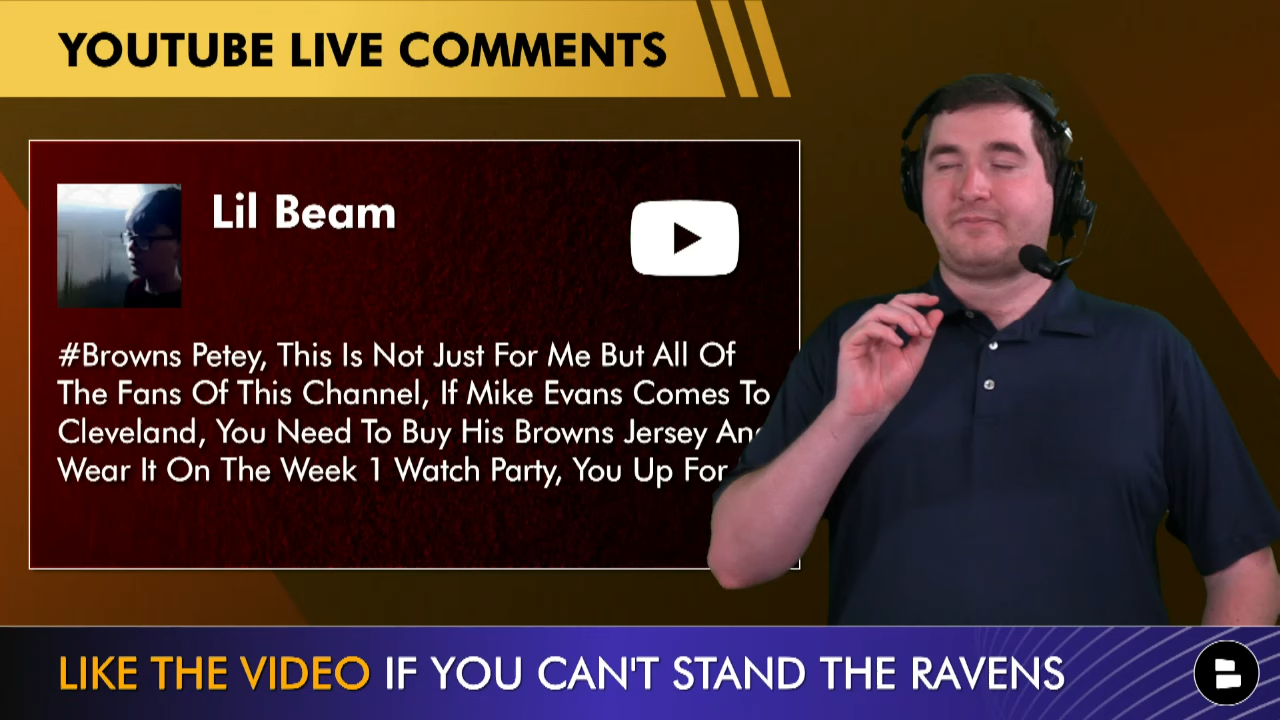 YOUTUBE LIVE COMMENTS
Lil Beam
#Browns Petey, This Is Not Just For Me But All Of
The Fans Of This Channel, If Mike Evans Comes To
Cleveland, You Need To Buy His Browns Jersey
Wear It On The Week 1 Watch Party, You Up For
LIKE THE VIDEO IF YOU CAN'T STAND THE RAVENS